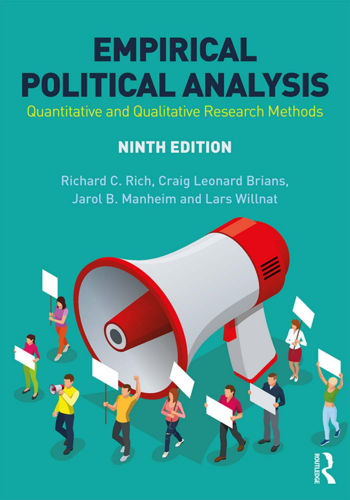 EMPIRICAL
POLITICAL ANALYSIS
Quantitative and Qualitative Research Methods
NINTH EDITION
Richard C. Rich, Craig Leonard Brians,
Jarol B. Manheim and Lars Willnat
ROUTLEDGE